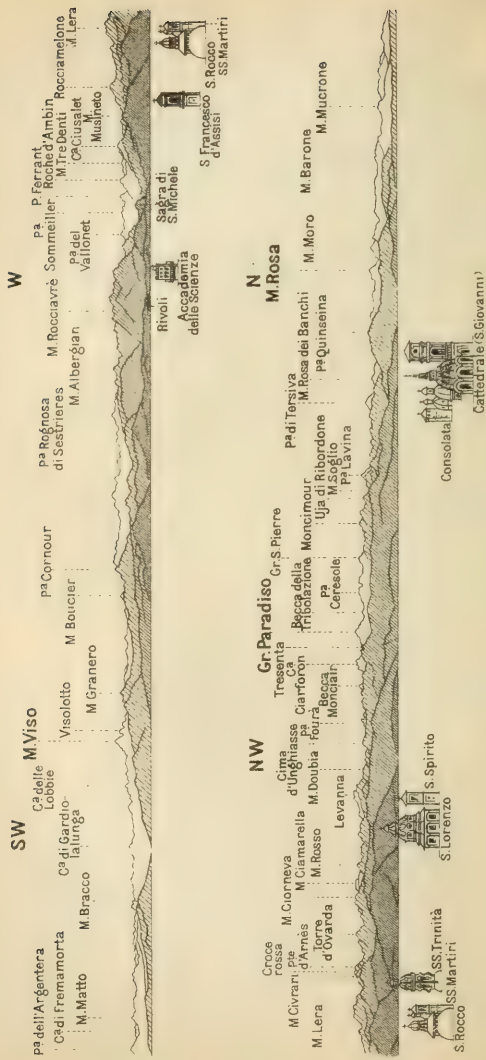 SW
W
Pª dell'Argentera
Cª di Fremamorta
M. Matto
M. Bracco
Cª di Gardio-
lalunga
Cª delle
Lobbie
M. Viso
Visolotto
M Granero
M Boucier
Pª Cornour
Pª Rognosa
di Sestrieres
M. Albergian
M. Rocciavrè
Pª
Sommeiller
Pª del
Vallonet
P. Ferrant
Roche d'Ambin
M. Tre Denti
Cª Ciusalet
M.
Musinetο
Rocciamelone
M. Lera
Rivoli
Accademia
delle Scienze
Sagra di
S. Michele
S Francesco
d'Assisi
S. Rocco
SS. Martiri
NW
N
M. Lera
M Civrari
Croce
rossa
Pte
d'Arnès
Torre
d'Ovarda
M. Ciorneva
M Ciamarella
M. Rosso
Levanna
Cima
d'Unghiasse
M. Doubia
Pª
Fourà
Becca
Monciair
Cª
Ciarforon
Tresenta
Gr. Paradiso
Becca della
Tribolazione
Pª
Ceresole
Gr. S. Pierre
Moncimour
Uja di Ribordone
M. Soglio
Pª Lavina
Pª di Tersiva
M. Rosa dei Banchi
Pª Quinseina
M. Rosa
M. Moro
M. Barone
M. Mucrone
S. Rocco
SS. Martiri
SS. Trinità
S. Lorenzo
S. Spirito
Consolata
Cattedrale (S. Giovanni)